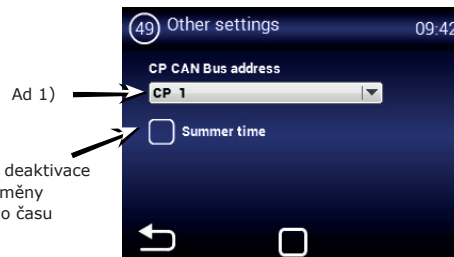 49 Other settings 09:42
CP CAN Bus address
Ad 1)
CP 1
Summer time
deaktivace
měny
o času